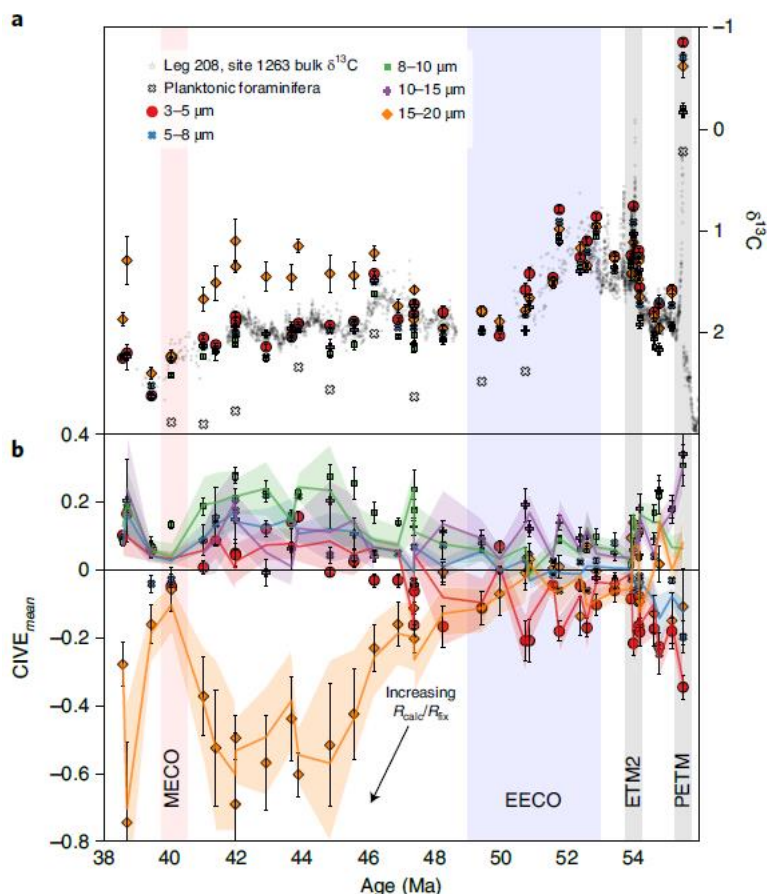 a
Leg 208, site 1263 bulk δ¹³C
Planktonic foraminifera
3–5 μm
5–8 μm
8–10 μm
10–15 μm
15–20 μm
–1
0
1
2
δ¹³C
b
0.4
0.2
0
–0.2
–0.4
–0.6
–0.8
CIVEmean
Increasing
Rcalc/Rfix
MECO
EECO
ETM2
PETM
38 40 42 44 46 48 50 52 54
Age (Ma)